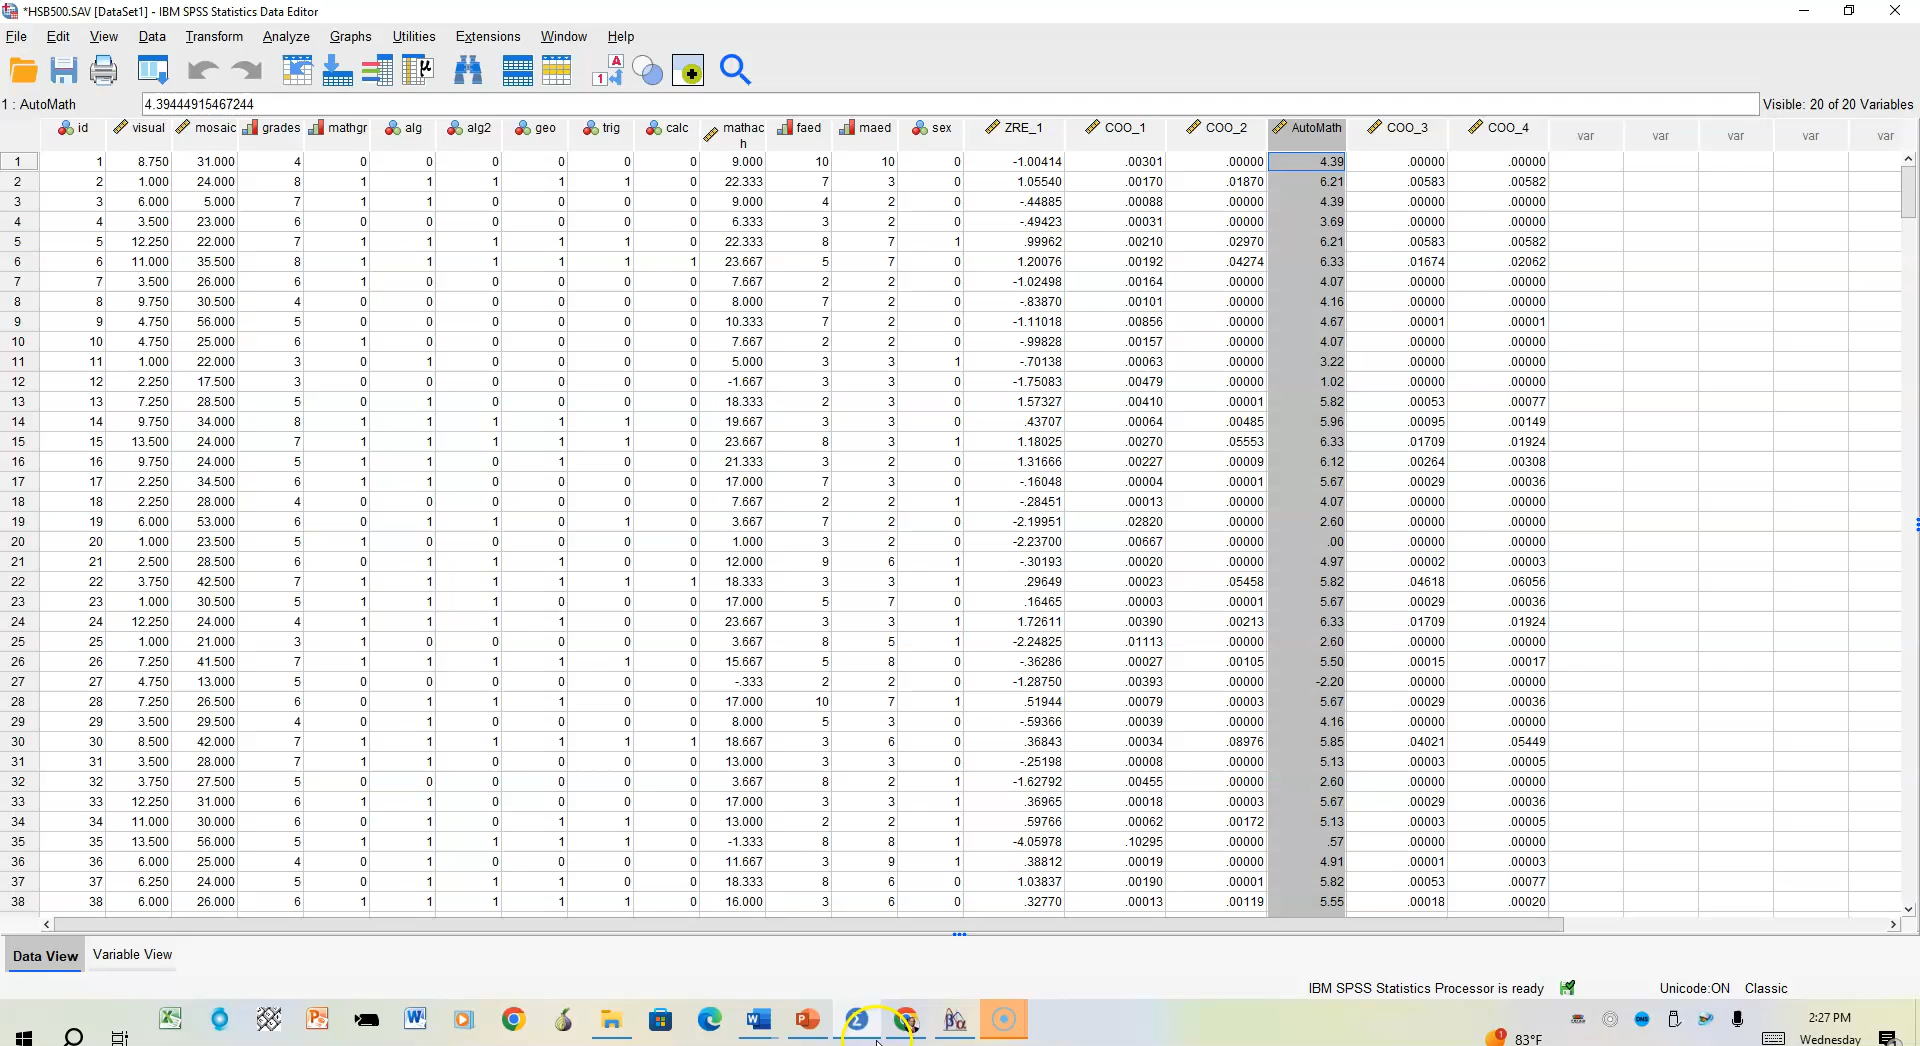 *HSB500.SAV [DataSet1] - IBM SPSS Statistics Data Editor
File Edit View Data Transform Analyze Graphs Utilities Extensions Window Help
1 : AutoMath 4.39444915467244 Visible: 20 of 20 Variables
id visual mosaic grades mathgr alg alg2 geo trig calc mathach faed maed sex ZRE_1 COO_1 COO_2 AutoMath COO_3 COO_4 var var var var var
1 1 8.750 31.000 4 0 0 0 0 0 0 9.000 10 10 0 -1.00414 .00301 .00000 4.39 .00000 .00000
2 2 1.000 24.000 8 1 1 1 1 1 0 22.333 7 3 0 1.05540 .00170 .01870 6.21 .00583 .00582
3 3 6.000 5.000 7 1 1 0 0 0 0 9.000 4 2 0 -.44885 .00088 .00000 4.39 .00000 .00000
4 4 3.500 23.000 6 0 0 0 0 0 0 6.333 3 2 0 -.49423 .00031 .00000 3.69 .00000 .00000
5 5 12.250 22.000 7 1 1 1 1 1 0 22.333 8 7 1 .99962 .00210 .02970 6.21 .00583 .00582
6 6 11.000 35.500 8 1 1 1 1 1 1 23.667 5 7 0 1.20076 .00192 .04274 6.33 .01674 .02062
7 7 3.500 26.000 6 1 0 0 0 0 0 7.667 2 2 0 -1.02498 .00164 .00000 4.07 .00000 .00000
8 8 9.750 30.500 4 0 0 0 0 0 0 8.000 7 2 0 -.83870 .00101 .00000 4.16 .00000 .00000
9 9 4.750 56.000 5 0 0 0 0 0 0 10.333 7 2 0 -1.11018 .00856 .00000 4.67 .00001 .00001
10 10 4.750 25.000 6 1 0 0 0 0 0 7.667 2 2 0 -.99828 .00157 .00000 4.07 .00000 .00000
11 11 1.000 22.000 3 0 1 0 0 0 0 5.000 3 3 1 -.70138 .00063 .00000 3.22 .00000 .00000
12 12 2.250 17.500 3 0 0 0 0 0 0 -1.667 3 3 0 -1.75083 .00479 .00000 1.02 .00000 .00000
13 13 7.250 28.500 5 0 1 0 0 0 0 18.333 2 3 0 1.57327 .00410 .00001 5.82 .00053 .00077
14 14 9.750 34.000 8 1 1 1 1 1 0 19.667 3 3 0 .43707 .00064 .00485 5.96 .00095 .00149
15 15 13.500 24.000 7 1 1 1 1 1 0 23.667 8 3 1 1.18025 .00270 .05553 6.33 .01709 .01924
16 16 9.750 24.000 5 1 1 0 1 0 0 21.333 3 2 0 1.31666 .00227 .00009 6.12 .00264 .00308
17 17 2.250 34.500 6 1 1 0 0 0 0 17.000 7 3 0 -.16048 .00004 .00001 5.67 .00029 .00036
18 18 2.250 28.000 4 0 0 0 0 0 0 7.667 2 2 1 -.28451 .00013 .00000 4.07 .00000 .00000
19 19 6.000 53.000 6 0 1 1 0 1 0 3.667 7 2 0 -2.19951 .02820 .00000 2.60 .00000 .00000
20 20 1.000 23.500 5 1 0 0 0 0 0 1.000 3 2 0 -2.23700 .00667 .00000 .00 .00000 .00000
21 21 2.500 28.500 6 0 1 1 1 0 0 12.000 9 6 1 -.30193 .00020 .00000 4.97 .00002 .00003
22 22 3.750 42.500 7 1 1 1 1 1 1 18.333 3 3 1 .29649 .00023 .05458 5.82 .04618 .06056
23 23 1.000 30.500 5 1 1 1 0 0 0 17.000 5 7 0 .16465 .00003 .00001 5.67 .00029 .00036
24 24 12.250 24.000 4 1 1 1 1 0 0 0 23.667 3 3 1 1.72611 .00390 .00213 6.33 .01709 .01924
25 25 1.000 21.000 3 1 0 0 0 0 0 3.667 8 5 1 -2.24825 .01113 .00000 2.60 .00000 .00000
26 26 7.250 41.500 7 1 1 1 1 1 0 15.667 5 8 0 -.36286 .00027 .00105 5.50 .00015 .00017
27 27 4.750 13.000 5 0 0 0 0 0 0 -.333 2 2 0 -1.28750 .00393 .00000 -2.20 .00000 .00000
28 28 7.250 26.500 6 0 1 1 1 0 0 17.000 10 7 1 .51944 .00079 .00003 5.67 .00029 .00036
29 29 3.500 29.500 4 0 1 0 0 0 0 8.000 5 3 0 -.59366 .00039 .00000 4.16 .00000 .00000
30 30 8.500 42.000 7 1 1 1 1 1 1 18.667 3 6 0 .36843 .00034 .08976 5.85 .04021 .05449
31 31 3.500 28.000 7 1 1 0 0 0 0 13.000 3 3 0 -.25198 .00008 .00000 5.13 .00003 .00005
32 32 3.750 27.500 5 0 0 0 0 0 0 3.667 8 2 1 -1.62792 .00455 .00000 2.60 .00000 .00000
33 33 12.250 31.000 6 1 1 0 0 0 0 17.000 3 3 1 .36965 .00018 .00003 5.67 .00029 .00036
34 34 11.000 30.000 6 0 1 0 1 1 0 13.000 2 2 1 .59766 .00062 .00172 5.13 .00003 .00005
35 35 13.500 56.000 5 1 1 1 1 1 0 -1.333 8 8 1 -4.05978 .10295 .00000 .57 .00000 .00000
36 36 6.000 25.000 4 0 1 0 0 0 0 11.667 3 9 1 .38812 .00019 .00000 4.91 .00001 .00003
37 37 6.250 24.000 5 0 1 1 1 0 0 18.333 8 6 0 1.03837 .00190 .00001 5.82 .00053 .00077
38 38 6.000 26.000 6 1 1 1 1 1 0 16.000 3 6 0 .32770 .00013 .00119 5.55 .00018 .00020
Data View Variable View
IBM SPSS Statistics Processor is ready Unicode:ON Classic
2:27 PM
83°F Wednesday